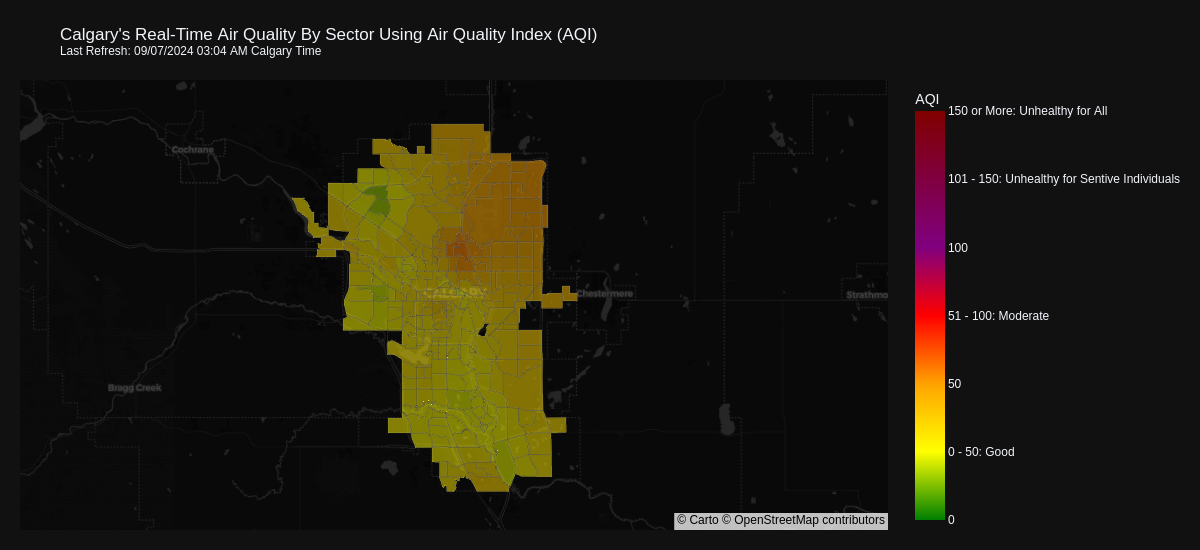 Calgary's Real-Time Air Quality By Sector Using Air Quality Index (AQI)
Last Refresh: 09/07/2024 03:04 AM Calgary Time
AQI
150 or More: Unhealthy for All
Cochrane
101 - 150: Unhealthy for Sentive Individuals
100
CALGARY
Chestermere
Strathmo
51 - 100: Moderate
50
Bragg Creek
0 - 50: Good
0
© Carto © OpenStreetMap contributors